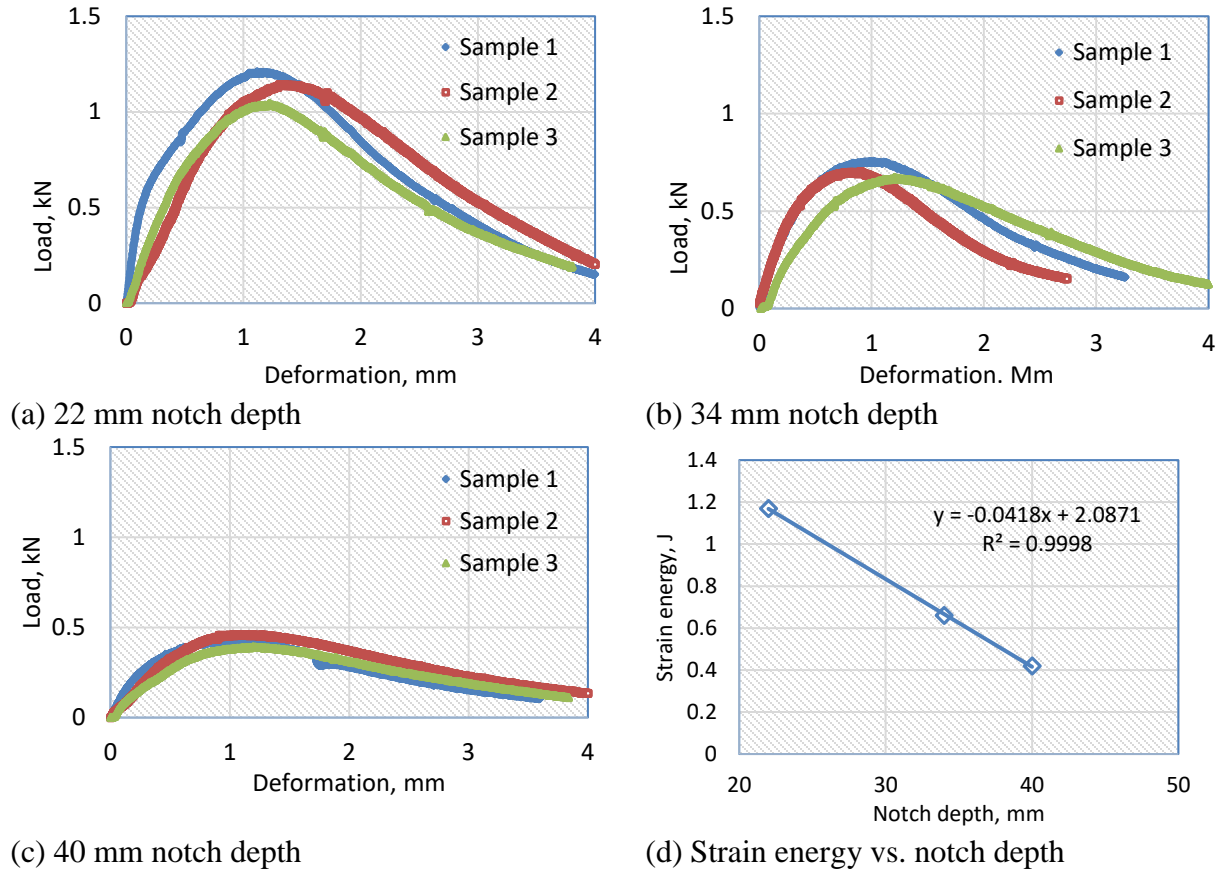 1.5
1
0.5
0
Load, kN
Sample 1
Sample 2
Sample 3
0 1 2 3 4
Deformation, mm
(a) 22 mm notch depth
1.5
1
0.5
0
Load, kN
Sample 1
Sample 2
Sample 3
0 1 2 3 4
Deformation. Mm
(b) 34 mm notch depth
1.5
1
0.5
0
Load, kN
Sample 1
Sample 2
Sample 3
0 1 2 3 4
Deformation, mm
(c) 40 mm notch depth
1.4
1.2
1
0.8
0.6
0.4
0.2
0
Strain energy, J
y = -0.0418x + 2.0871
R² = 0.9998
20 30 40 50
Notch depth, mm
(d) Strain energy vs. notch depth